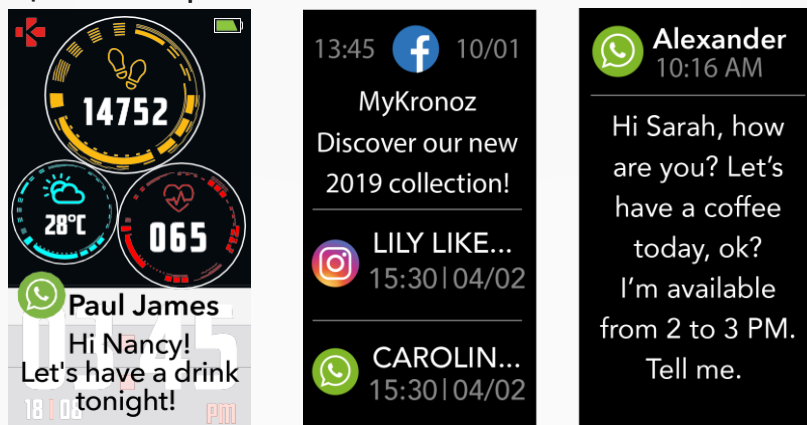 14752
28°C
065
Paul James
Hi Nancy!
Let's have a drink
tonight!
03:45
18 | 08
pm
13:45 10/01
MyKronoz
Discover our new
2019 collection!
LILY LIKE...
15:30 | 04/02
CAROLIN...
15:30 | 04/02
Alexander
10:16 AM
Hi Sarah, how
are you? Let's
have a coffee
today, ok?
I'm available
from 2 to 3 PM.
Tell me.